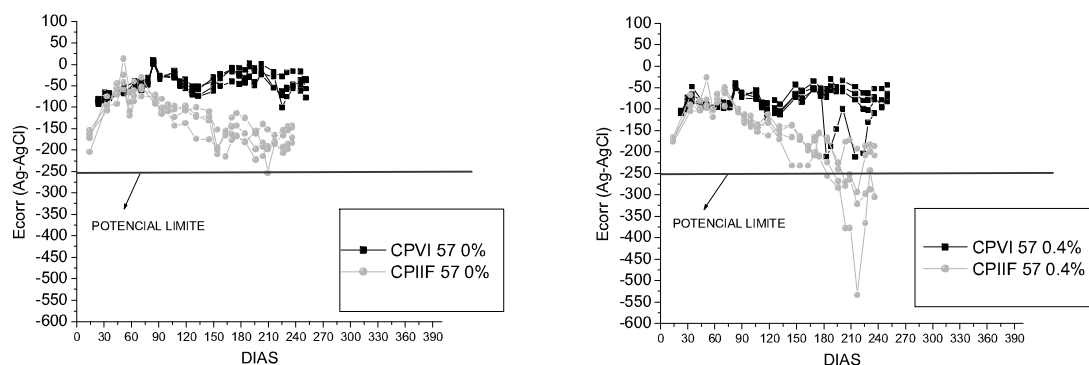 100
50
0
-50
-100
-150
-200
-250
-300
-350
-400
-450
-500
-550
-600
Ecorr (Ag-AgCl)
POTENCIAL LIMITE
CPVI 57 0%
CPIIF 57 0%
0 30 60 90 120 150 180 210 240 270 300 330 360 390
DIAS
100
50
0
-50
-100
-150
-200
-250
-300
-350
-400
-450
-500
-550
-600
Ecorr (Ag-AgCl)
POTENCIAL LIMITE
CPVI 57 0.4%
CPIIF 57 0.4%
0 30 60 90 120 150 180 210 240 270 300 330 360 390
DIAS